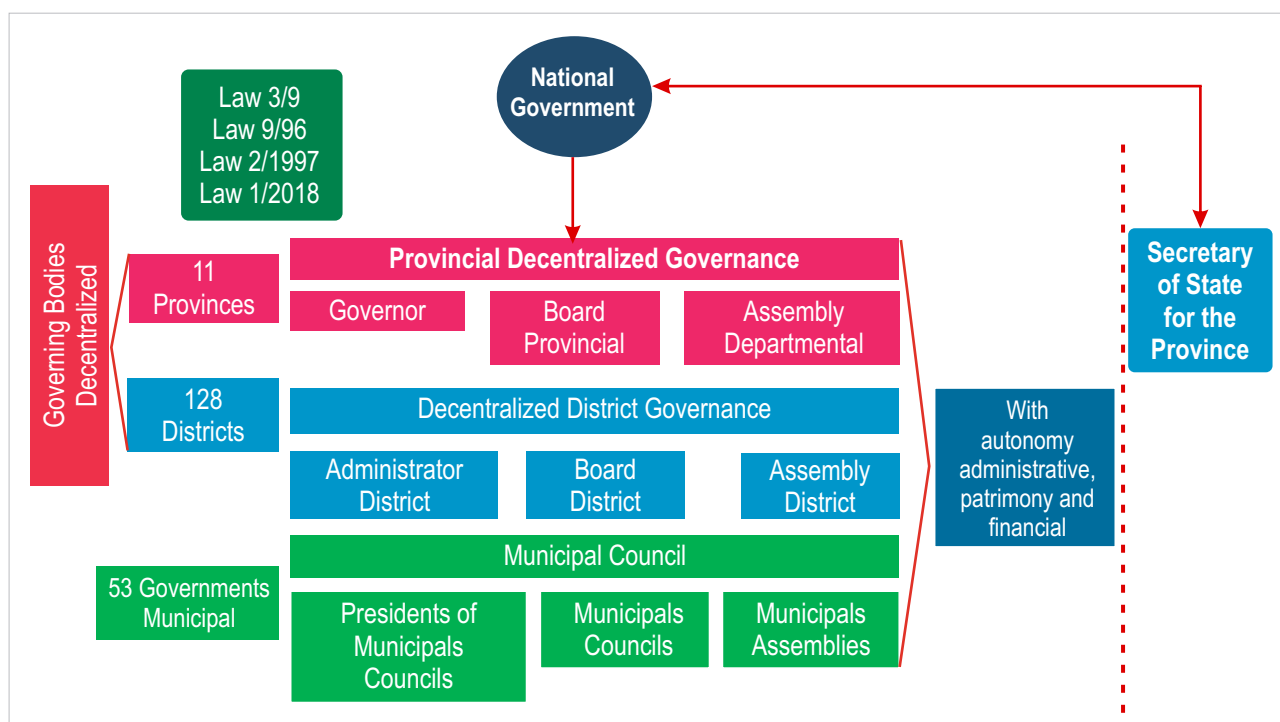 National
Government
Law 3/9
Law 9/96
Law 2/1997
Law 1/2018
Governing Bodies
Decentralized
11
Provinces
Provincial Decentralized Governance
Governor
Board
Provincial
Assembly
Departmental
Secretary
of State
for the
Province
128
Districts
Decentralized District Governance
Administrator
District
Board
District
Assembly
District
With
autonomy
administrative,
patrimony and
financial
53 Governments
Municipal
Municipal Council
Presidents of
Municipals
Councils
Municipals
Councils
Municipals
Assemblies